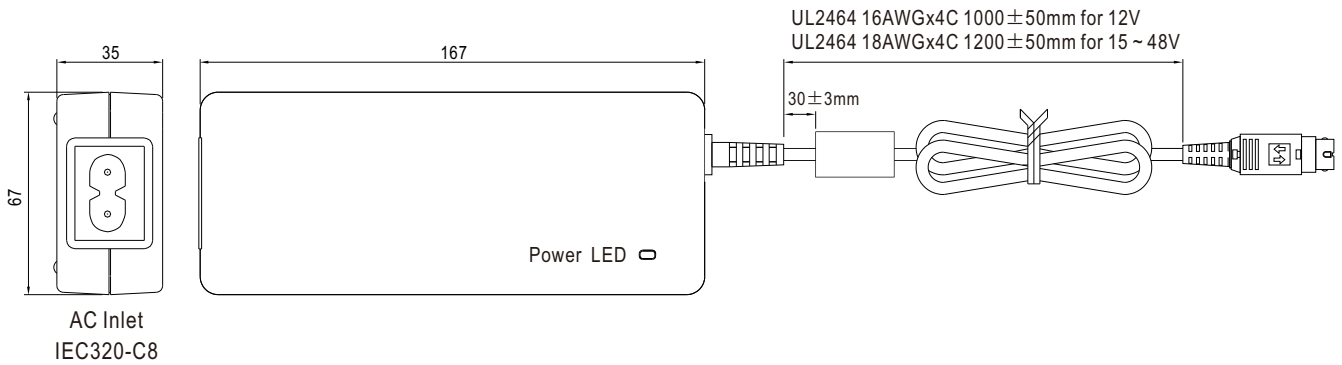 UL2464 16AWGx4C 1000±50mm for 12V
UL2464 18AWGx4C 1200±50mm for 15 ~ 48V
35
167
30±3mm
67
Power LED
AC Inlet
IEC320-C8